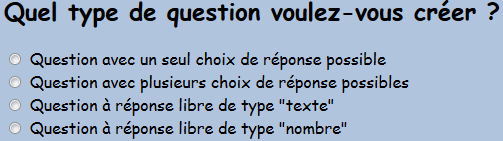 Quel type de question voulez-vous créer ?
Question avec un seul choix de réponse possible
Question avec plusieurs choix de réponse possibles
Question à réponse libre de type "texte"
Question à réponse libre de type "nombre"